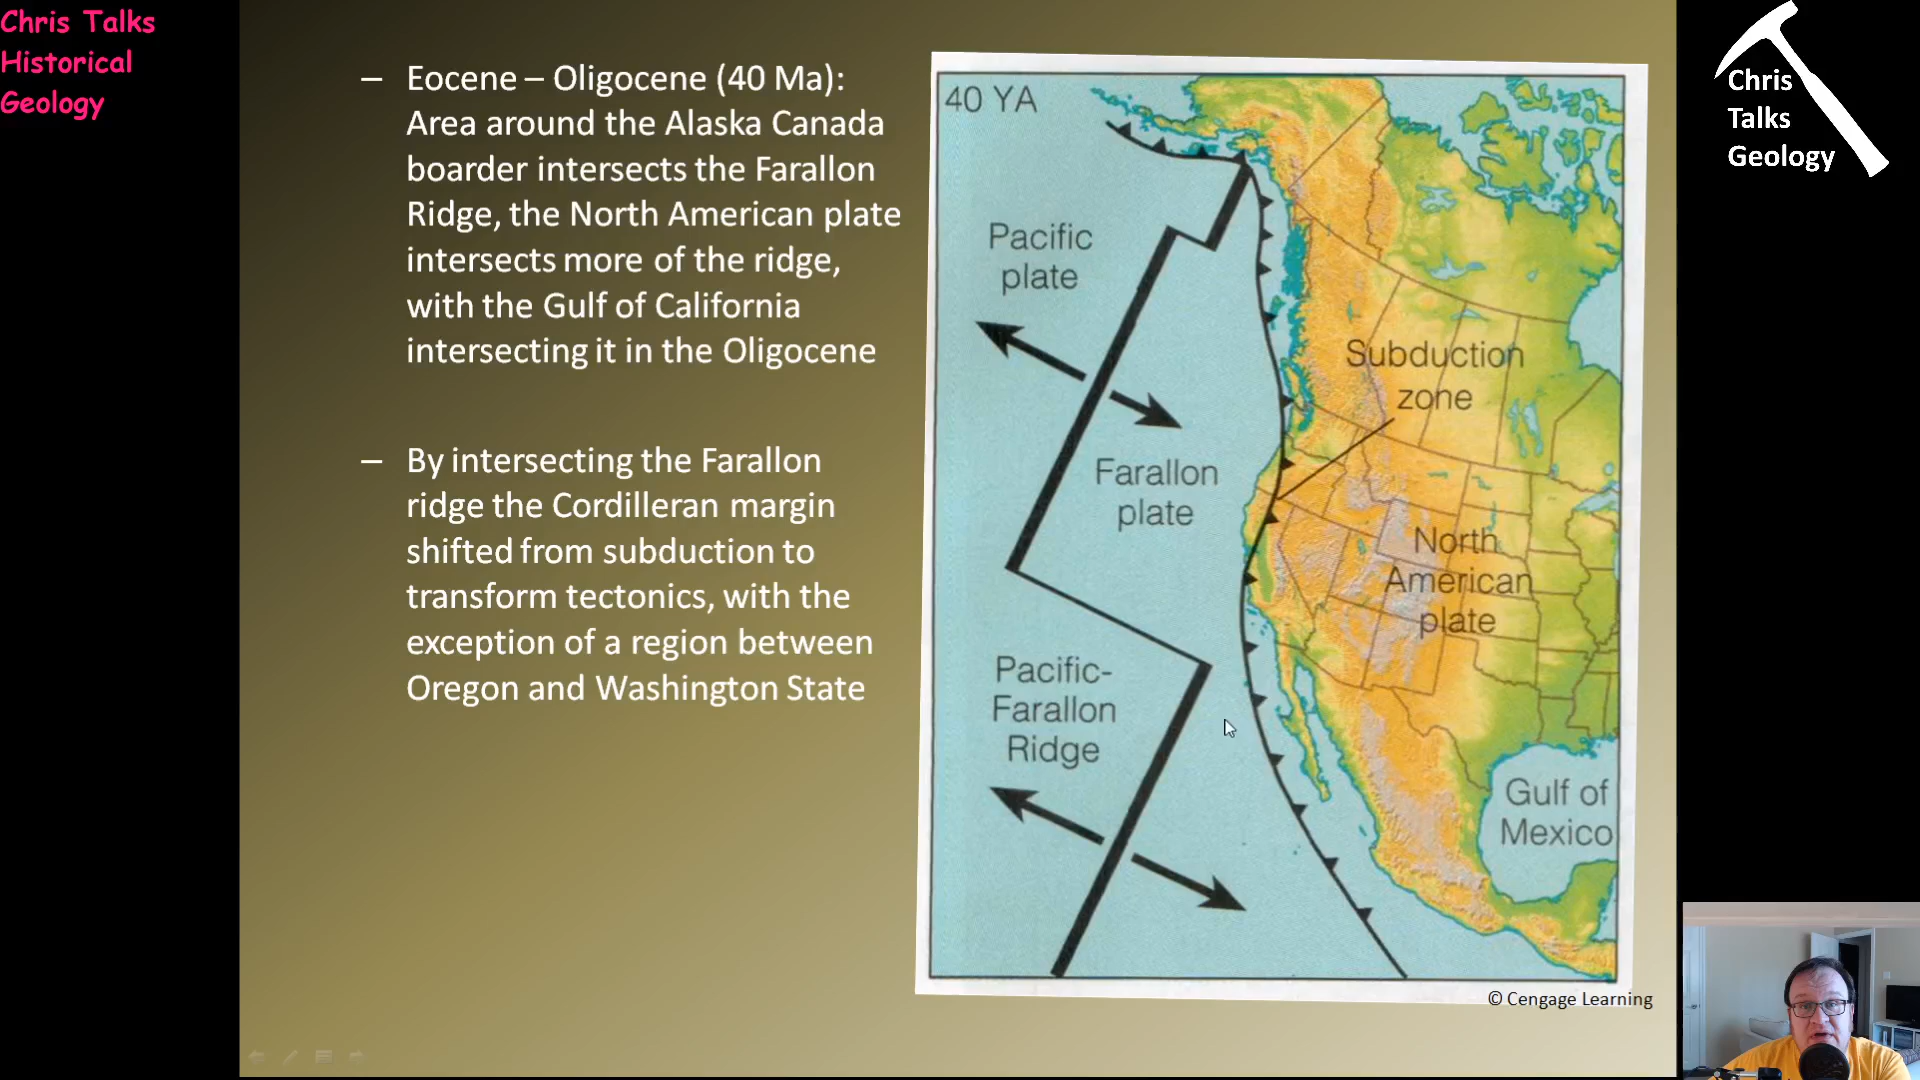 Chris Talks
Historical
Geology
– Eocene – Oligocene (40 Ma):
Area around the Alaska Canada
boarder intersects the Farallon
Ridge, the North American plate
intersects more of the ridge,
with the Gulf of California
intersecting it in the Oligocene
– By intersecting the Farallon
ridge the Cordilleran margin
shifted from subduction to
transform tectonics, with the
exception of a region between
Oregon and Washington State
40 YA
Pacific
plate
Subduction
zone
Farallon
plate
North
American
plate
Pacific-
Farallon
Ridge
Gulf of
Mexico
© Cengage Learning
Chris
Talks
Geology